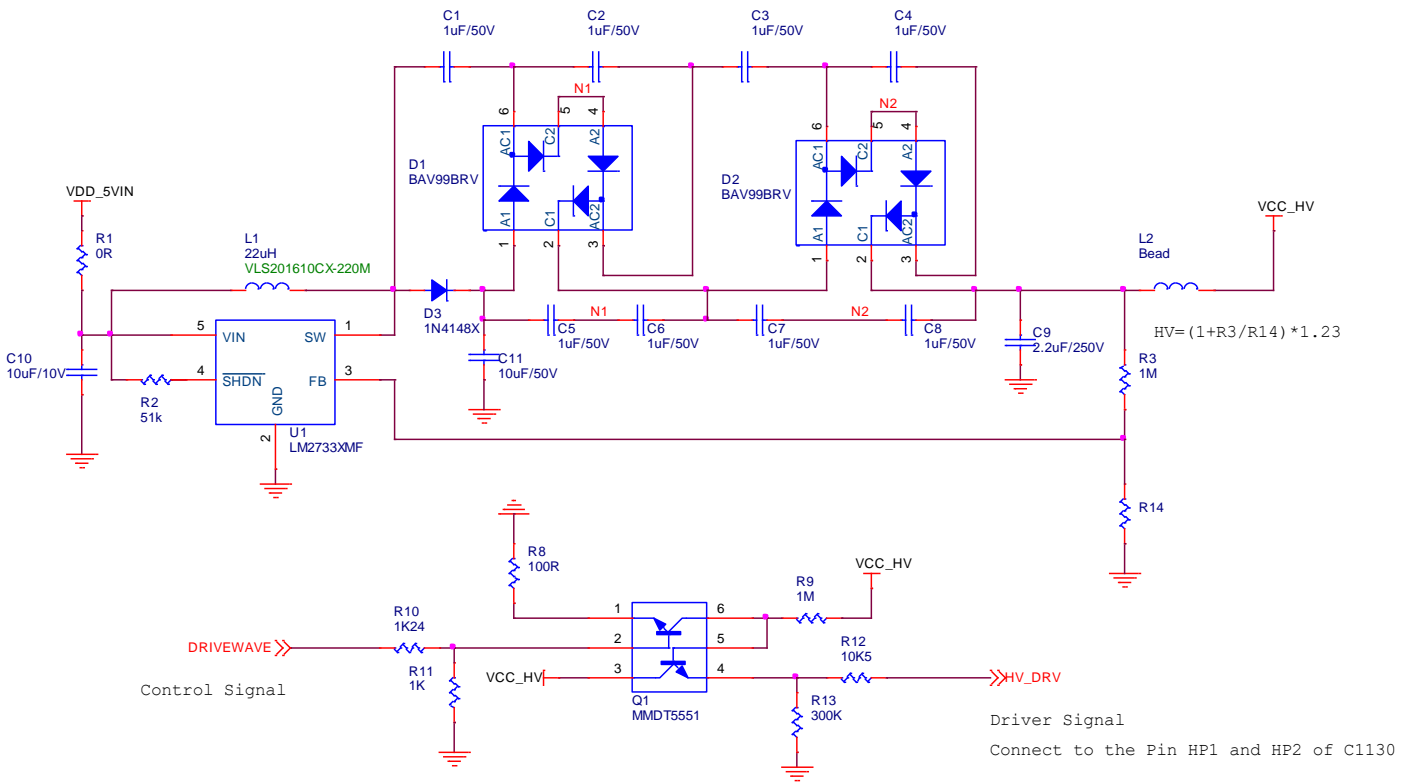 C1
1uF/50V
C2
1uF/50V
C3
1uF/50V
C4
1uF/50V
N1
N2
6
5
4
6
5
4
AC1
C2
A2
AC1
C2
A2
D1
BAV99BRV
D2
BAV99BRV
A1
C1
AC2
A1
C1
AC2
1
2
3
1
2
3
VDD_5VIN
R1
0R
L1
22uH
VLS201610CX-220M
VCC_HV
L2
Bead
D3
1N4148X
N1
N2
C5
1uF/50V
C6
1uF/50V
C7
1uF/50V
C8
1uF/50V
C9
2.2uF/250V
HV=(1+R3/R14)*1.23
5
VIN
SW
1
4
SHDN
FB
3
GND
2
U1
LM2733XMF
C10
10uF/10V
R2
51k
C11
10uF/50V
R3
1M
R14
R8
100R
VCC_HV
R9
1M
1
6
2
5
3
4
R10
1K24
DRIVEWAVE
R11
1K
Control Signal
VCC_HV
Q1
MMDT5551
R12
10K5
HV_DRV
R13
300K
Driver Signal
Connect to the Pin HP1 and HP2 of C1130